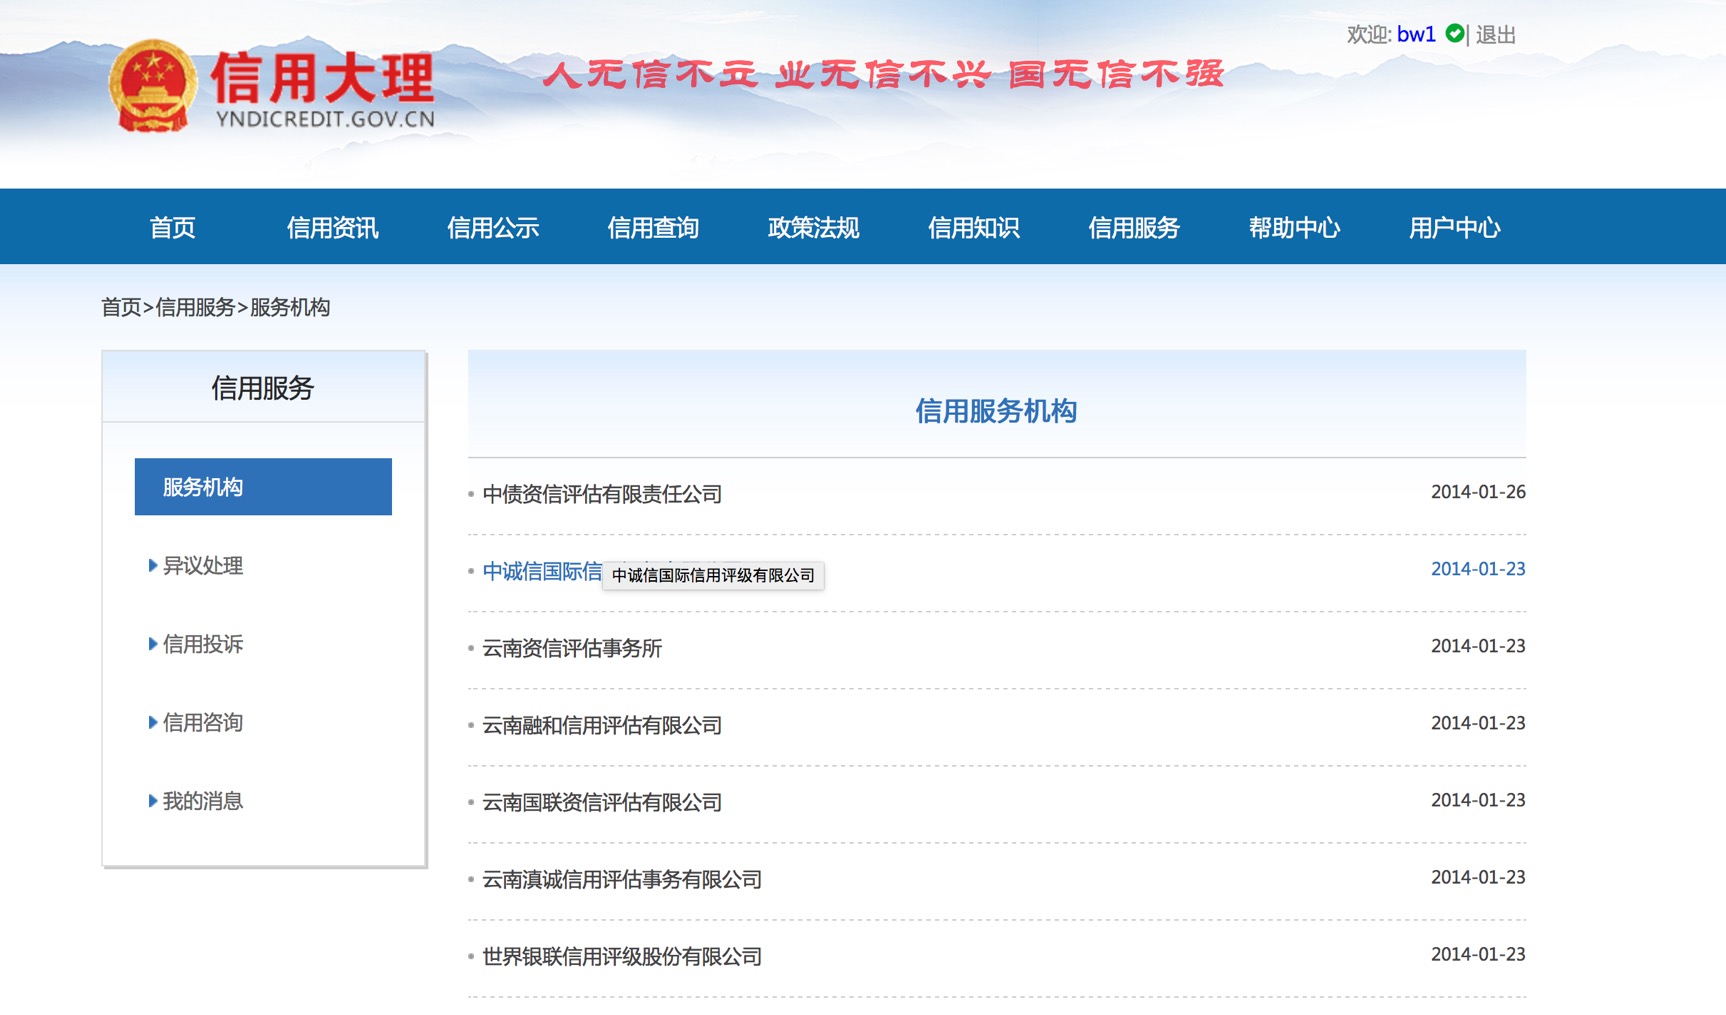 欢迎: bw1 | 退出
信用大理
YNDICREDIT.GOV.CN
人无信不立 业无信不兴 国无信不强
首页 信用资讯 信用公示 信用查询 政策法规 信用知识 信用服务 帮助中心 用户中心
首页>信用服务>服务机构
信用服务
服务机构
异议处理
信用投诉
信用咨询
我的消息
信用服务机构
中债资信评估有限责任公司 2014-01-26
中诚信国际信 2014-01-23
中诚信国际信用评级有限公司
云南资信评估事务所 2014-01-23
云南融和信用评估有限公司 2014-01-23
云南国联资信评估有限公司 2014-01-23
云南滇诚信用评估事务有限公司 2014-01-23
世界银联信用评级股份有限公司 2014-01-23